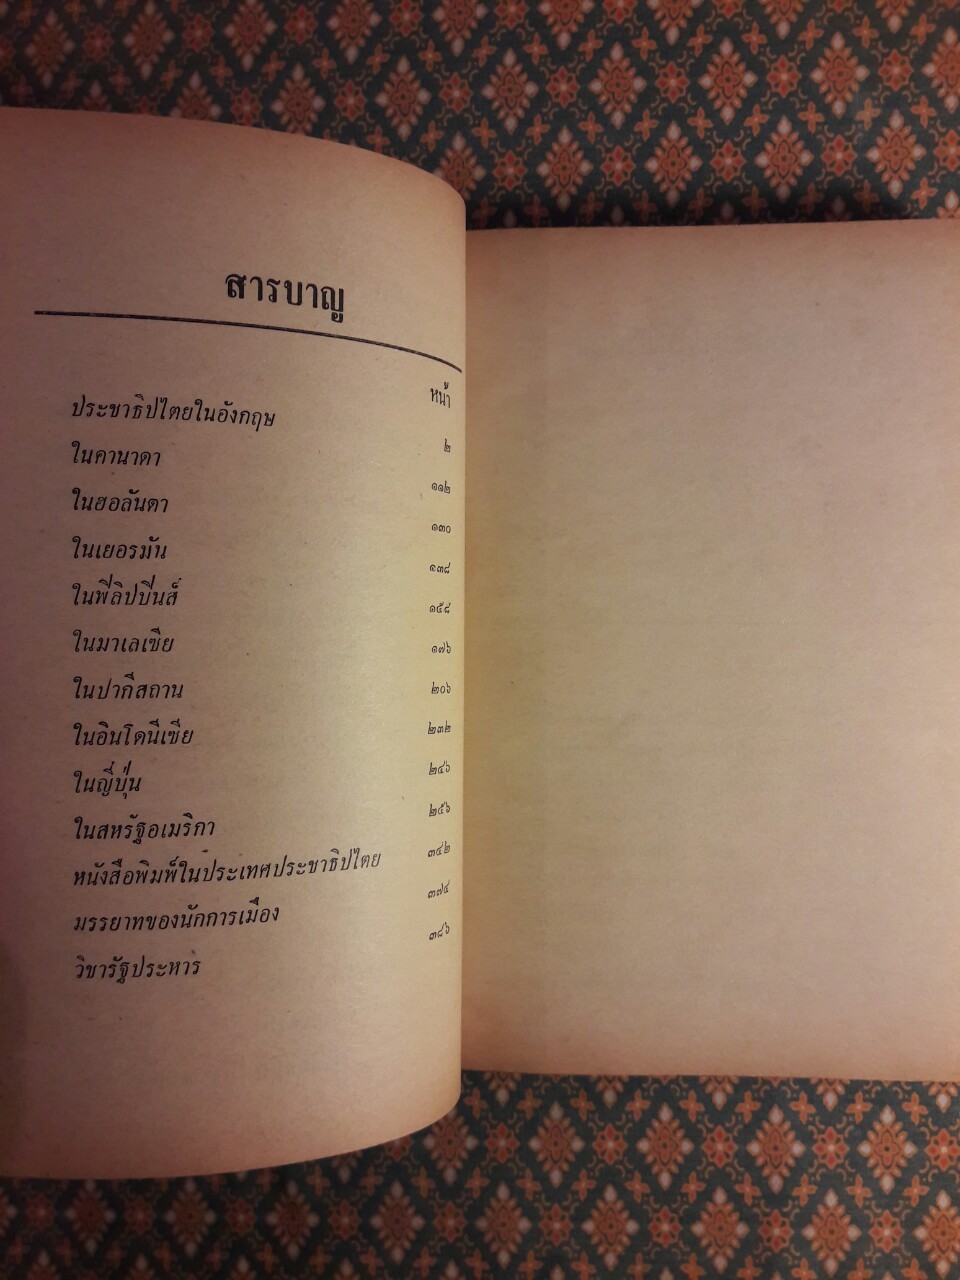 สารบาญ
หน้า
ประชาธิปไตยในอังกฤษ ๒
ในคานาดา ๑๑๒
ในฮอลันดา ๑๓๐
ในเยอรมัน ๑๓๘
ในฟีลิปปีนส์ ๑๕๘
ในมาเลเซีย ๑๗๖
ในปากีสถาน ๒๐๖
ในอินโดนีเซีย ๒๓๒
ในญี่ปุ่น ๒๔๖
ในสหรัฐอเมริกา ๒๕๖
หนังสือพิมพ์ในประเทศประชาธิปไตย ๓๔๒
มรรยาทของนักการเมือง ๓๗๔
วิชารัฐประหาร ๓๘๖